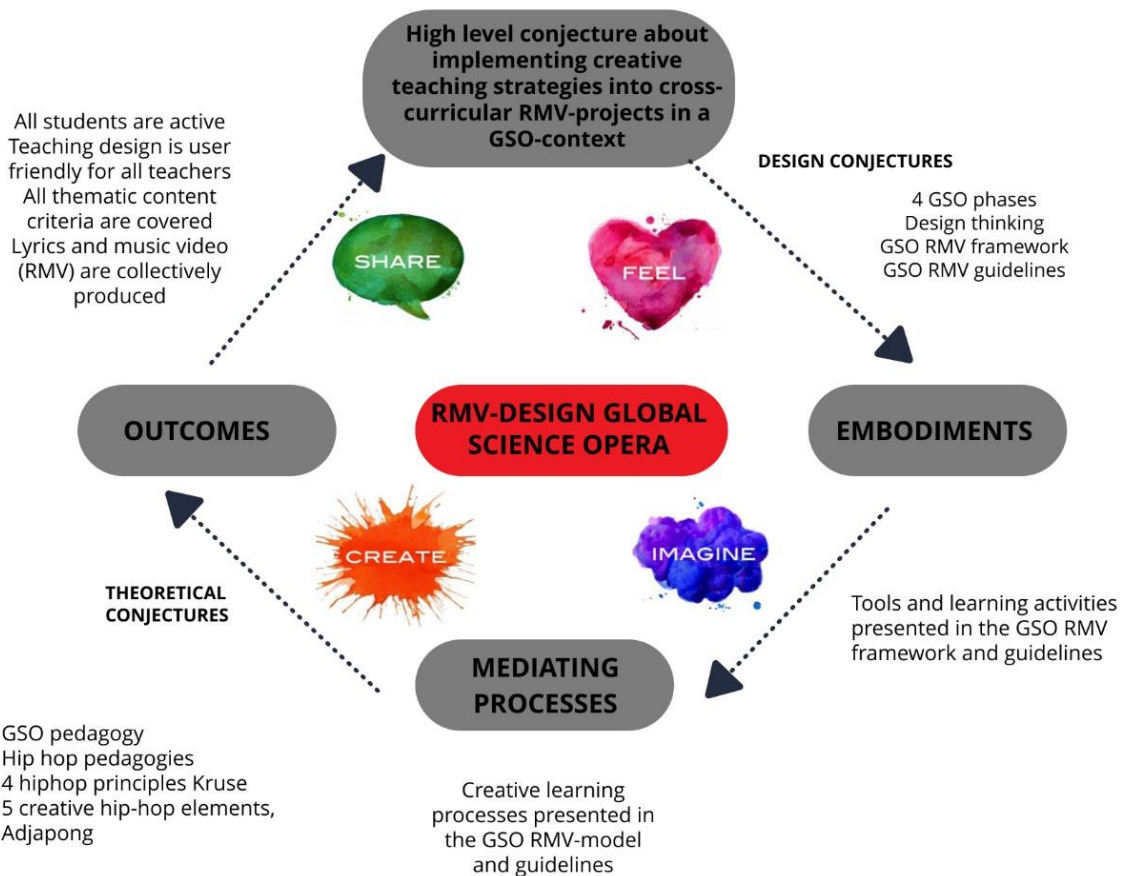 High level conjecture about
implementing creative
teaching strategies into cross-
curricular RMV-projects in a
GSO-context
All students are active
Teaching design is user
friendly for all teachers
All thematic content
criteria are covered
Lyrics and music video
(RMV) are collectively
produced
DESIGN CONJECTURES
4 GSO phases
Design thinking
GSO RMV framework
GSO RMV guidelines
SHARE
FEEL
OUTCOMES
RMV-DESIGN GLOBAL
SCIENCE OPERA
EMBODIMENTS
CREATE
IMAGINE
THEORETICAL
CONJECTURES
Tools and learning activities
presented in the GSO RMV
framework and guidelines
MEDIATING
PROCESSES
GSO pedagogy
Hip hop pedagogies
4 hiphop principles Kruse
5 creative hip-hop elements,
Adjapong
Creative learning
processes presented in
the GSO RMV-model
and guidelines